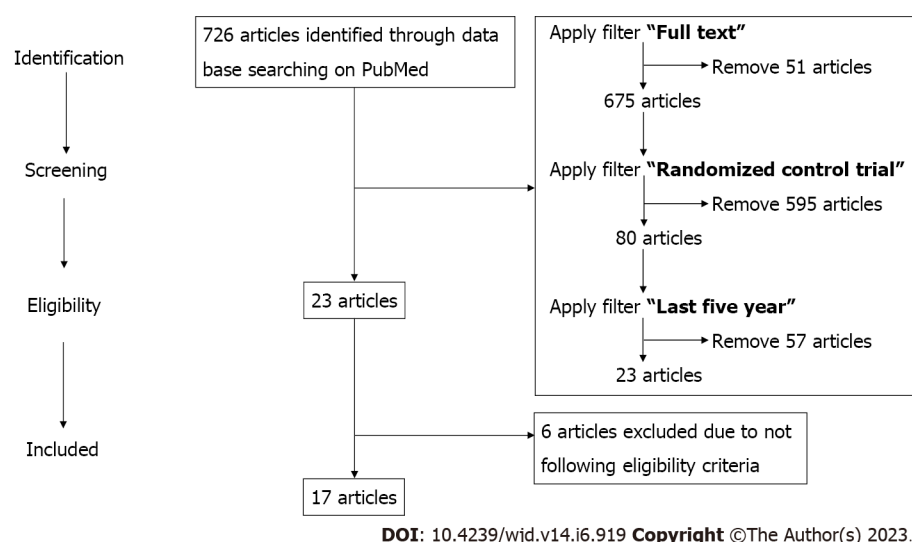 Identification
Screening
Eligibility
Included
726 articles identified through data
base searching on PubMed
23 articles
17 articles
Apply filter “Full text”
Remove 51 articles
675 articles
Apply filter “Randomized control trial”
Remove 595 articles
80 articles
Apply filter “Last five year”
Remove 57 articles
23 articles
6 articles excluded due to not
following eligibility criteria
DOI: 10.4239/wjd.v14.i6.919 Copyright ©The Author(s) 2023.